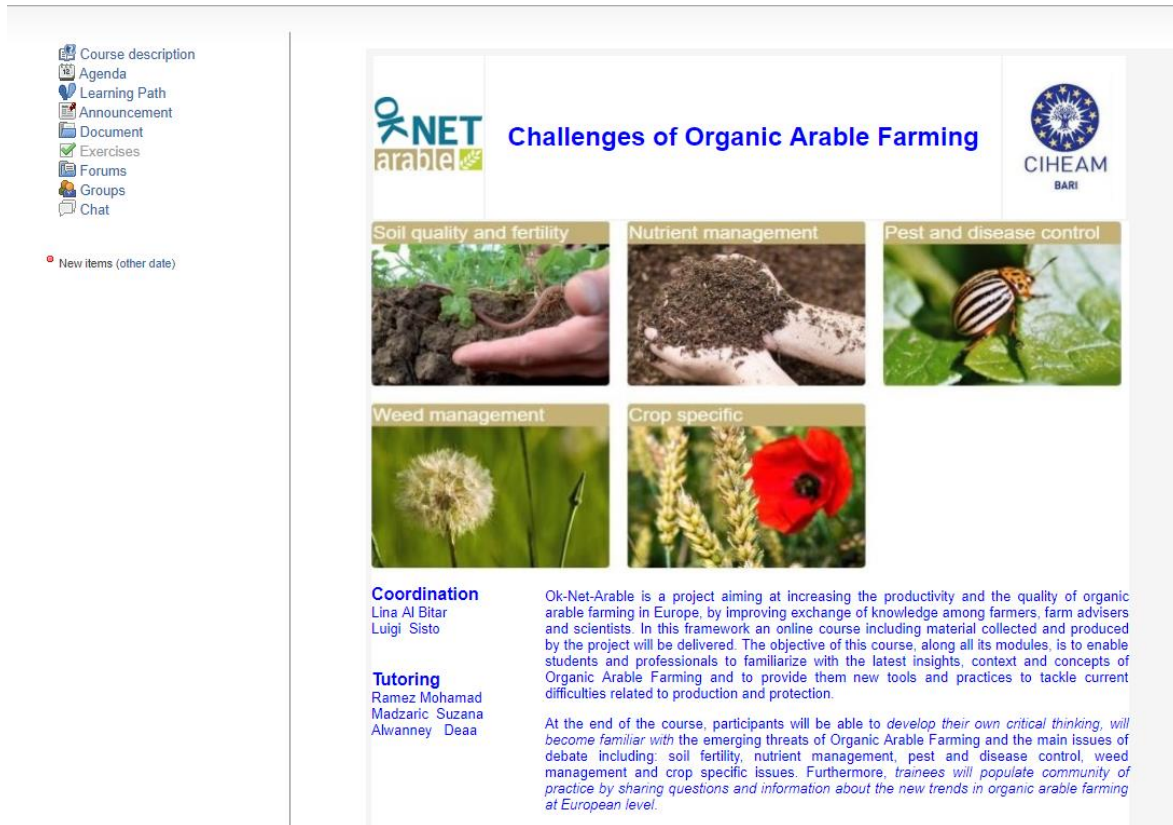 Course description
Agenda
Learning Path
Announcement
Document
Exercises
Forums
Groups
Chat
New items (other date)
OK NET
arable
Challenges of Organic Arable Farming
CIHEAM
BARI
Soil quality and fertility
Nutrient management
Pest and disease control
Weed management
Crop specific
Coordination
Lina Al Bitar
Luigi Sisto
Tutoring
Ramez Mohamad
Madzaric Suzana
Alwanney Deaa
Ok-Net-Arable is a project aiming at increasing the productivity and the quality of organic
arable farming in Europe, by improving exchange of knowledge among farmers, farm advisers
and scientists. In this framework an online course including material collected and produced
by the project will be delivered. The objective of this course, along all its modules, is to enable
students and professionals to familiarize with the latest insights, context and concepts of
Organic Arable Farming and to provide them new tools and practices to tackle current
difficulties related to production and protection.
At the end of the course, participants will be able to develop their own critical thinking, will
become familiar with the emerging threats of Organic Arable Farming and the main issues of
debate including: soil fertility, nutrient management, pest and disease control, weed
management and crop specific issues. Furthermore, trainees will populate community of
practice by sharing questions and information about the new trends in organic arable farming
at European level.